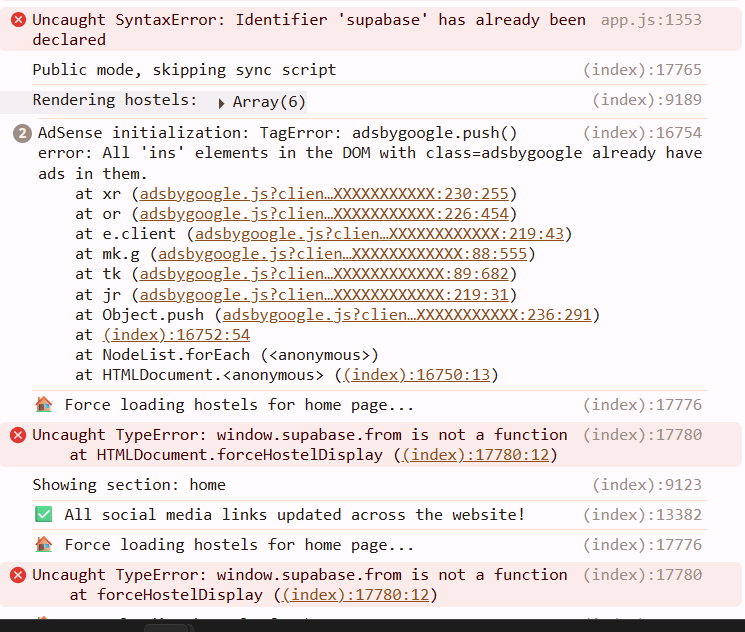 Uncaught SyntaxError: Identifier 'supabase' has already been declared app.js:1353
Public mode, skipping sync script (index):17765
Rendering hostels: ▶ Array(6) (index):9189
2 AdSense initialization: TagError: adsbygoogle.push() (index):16754
error: All 'ins' elements in the DOM with class=adsbygoogle already have
ads in them.
at xr (adsbygoogle.js?clien…XXXXXXXXXXX:230:255)
at or (adsbygoogle.js?clien…XXXXXXXXXXX:226:454)
at e.client (adsbygoogle.js?clien…XXXXXXXXXXXX:219:43)
at mk.g (adsbygoogle.js?clien…XXXXXXXXXXXX:88:555)
at tk (adsbygoogle.js?clien…XXXXXXXXXXXX:89:682)
at jr (adsbygoogle.js?clien…XXXXXXXXXXXX:219:31)
at Object.push (adsbygoogle.js?clien…XXXXXXXXXXX:236:291)
at (index):16752:54
at NodeList.forEach (<anonymous>)
at HTMLDocument.<anonymous> ((index):16750:13)
🏠 Force loading hostels for home page... (index):17776
Uncaught TypeError: window.supabase.from is not a function (index):17780
at HTMLDocument.forceHostelDisplay ((index):17780:12)
Showing section: home (index):9123
✅ All social media links updated across the website! (index):13382
🏠 Force loading hostels for home page... (index):17776
Uncaught TypeError: window.supabase.from is not a function (index):17780
at forceHostelDisplay ((index):17780:12)